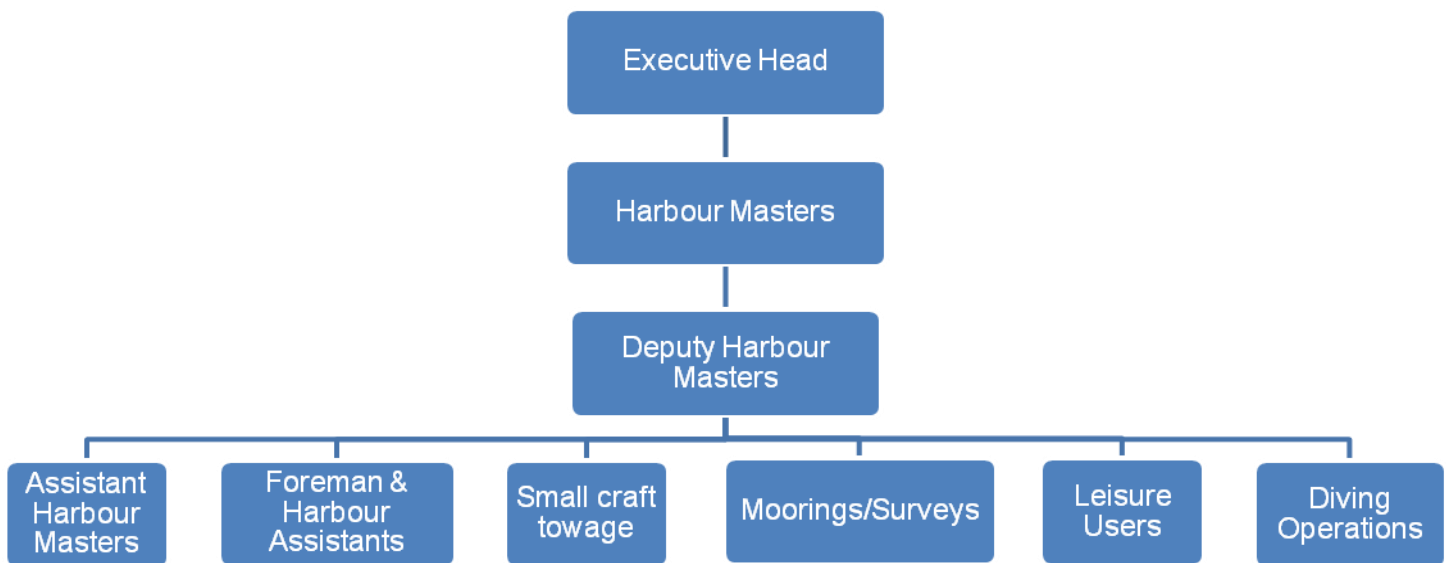 Executive Head
Harbour Masters
Deputy Harbour
Masters
Assistant
Harbour
Masters
Foreman &
Harbour
Assistants
Small craft
towage
Moorings/Surveys
Leisure
Users
Diving
Operations